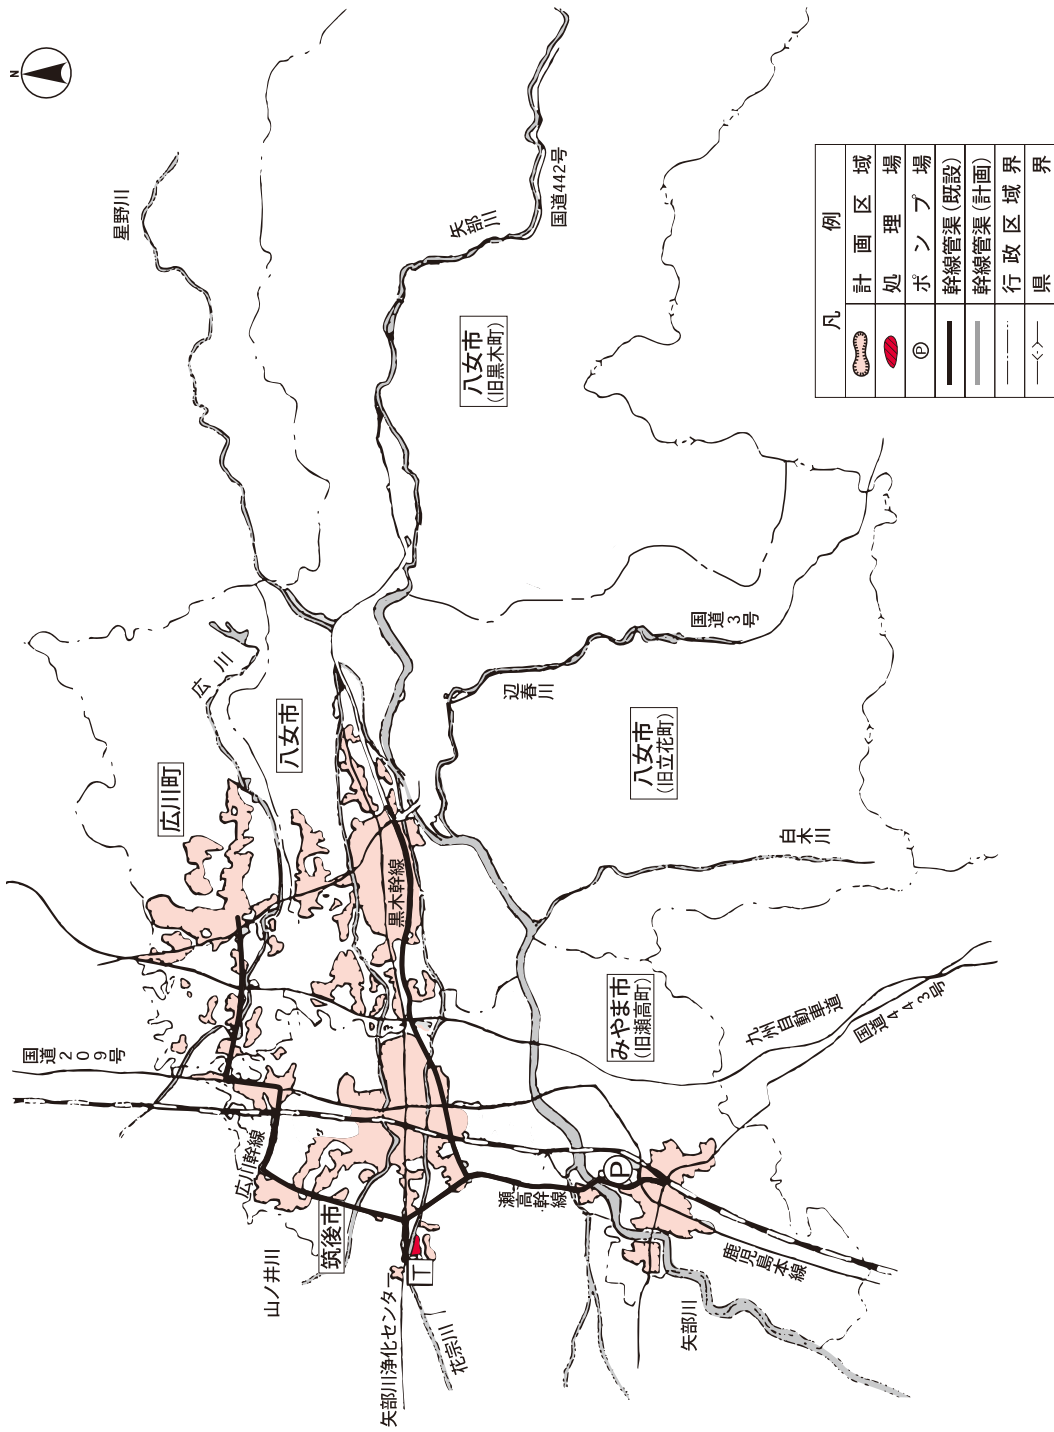 N
星野川
矢部川
国道442号
八女市
(旧黒木町)
広川
国道3号
辺春川
八女市
広川町
八女市
(旧立花町)
白木川
黒木幹線
みやま市
(旧瀬高町)
九州自動車道
国道443号
国道209号
広川幹線
筑後市
瀬高幹線
P
山ノ井川
矢部川浄化センター
T
花宗川
矢部川
鹿児島本線
凡例
計画区域
処理場
P ポンプ場
幹線管渠(既設)
幹線管渠(計画)
行政区域界
県界